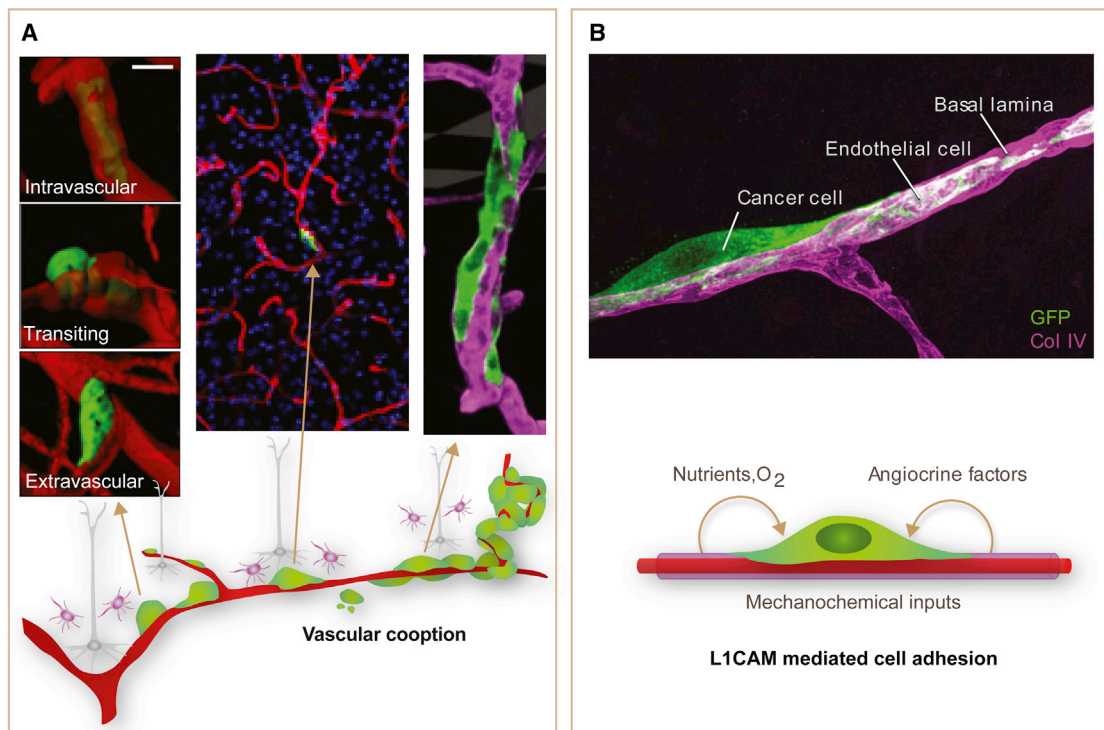 A
Intravascular
Transiting
Extravascular
Vascular cooption
B
Basal lamina
Endothelial cell
Cancer cell
GFP
Col IV
Nutrients,O2
Angiocrine factors
Mechanochemical inputs
L1CAM mediated cell adhesion